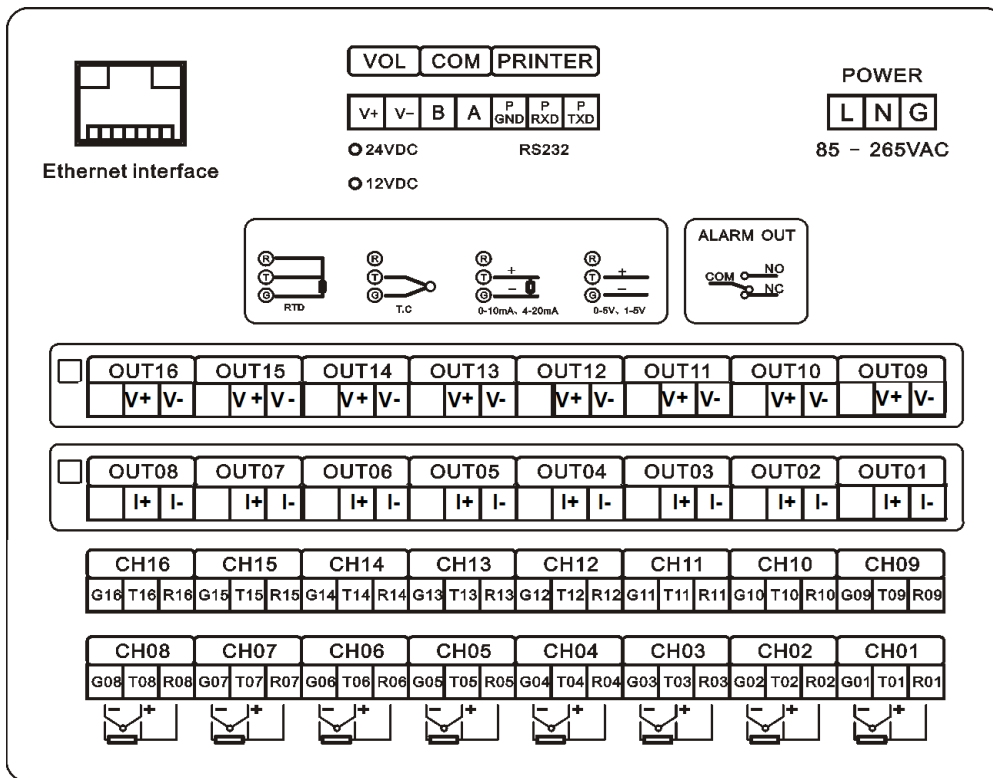 VOL COM PRINTER
V+ V- B A P GND P RXD P TXD
24VDC RS232
12VDC
Ethernet interface
POWER
L N G
85 - 265VAC
R
T
G
RTD
R
T
G
T.C
R
T +
G -
0-10mA、4-20mA
R
T +
G -
0-5V、1-5V
ALARM OUT
COM NO
NC
OUT16 OUT15 OUT14 OUT13 OUT12 OUT11 OUT10 OUT09
V+ V- V+ V- V+ V- V+ V- V+ V- V+ V- V+ V- V+ V-
OUT08 OUT07 OUT06 OUT05 OUT04 OUT03 OUT02 OUT01
I+ I- I+ I- I+ I- I+ I- I+ I- I+ I- I+ I- I+ I-
CH16 CH15 CH14 CH13 CH12 CH11 CH10 CH09
G16 T16 R16 G15 T15 R15 G14 T14 R14 G13 T13 R13 G12 T12 R12 G11 T11 R11 G10 T10 R10 G09 T09 R09
CH08 CH07 CH06 CH05 CH04 CH03 CH02 CH01
G08 T08 R08 G07 T07 R07 G06 T06 R06 G05 T05 R05 G04 T04 R04 G03 T03 R03 G02 T02 R02 G01 T01 R01
- + - + - + - + - + - + - + - +